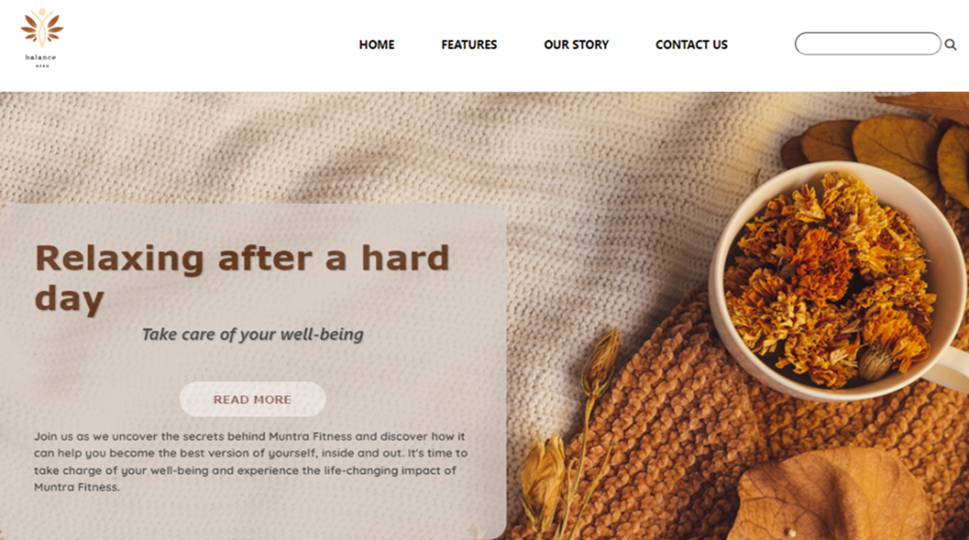 balance
HOME
FEATURES
OUR STORY
CONTACT US
Relaxing after a hard
day
Take care of your well-being
READ MORE
Join us as we uncover the secrets behind Muntra Fitness and discover how it
can help you become the best version of yourself, inside and out. It's time to
take charge of your well-being and experience the life-changing impact of
Muntra Fitness.